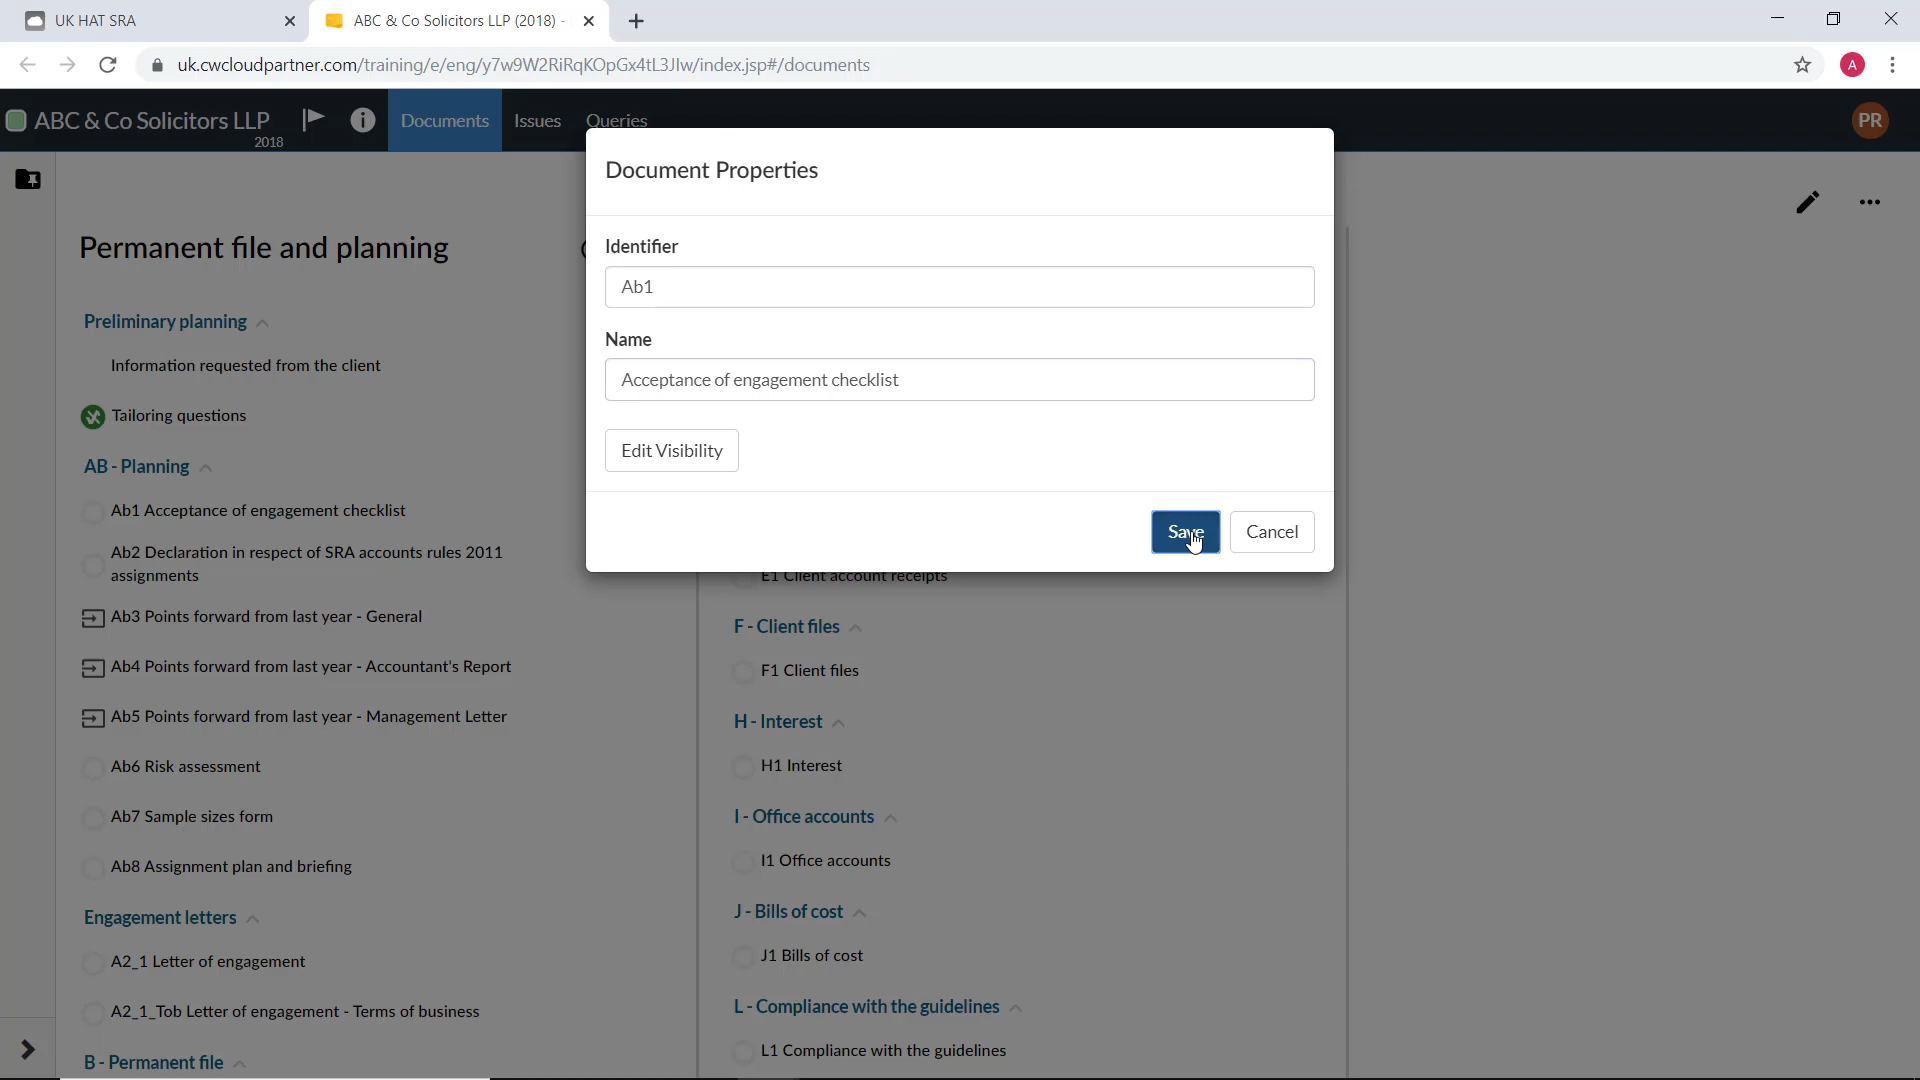 UK HAT SRA
ABC & Co Solicitors LLP (2018) -
uk.cwcloudpartner.com/training/e/eng/y7w9W2RiRqKOpGx4tL3Jlw/index.jsp#/documents
A
ABC & Co Solicitors LLP
2018
Documents
Issues
Queries
PR
Document Properties
Identifier
Ab1
Name
Acceptance of engagement checklist
Edit Visibility
Save
Cancel
Permanent file and planning
Preliminary planning
Information requested from the client
Tailoring questions
AB - Planning
Ab1 Acceptance of engagement checklist
Ab2 Declaration in respect of SRA accounts rules 2011
assignments
Ab3 Points forward from last year - General
Ab4 Points forward from last year - Accountant's Report
Ab5 Points forward from last year - Management Letter
Ab6 Risk assessment
Ab7 Sample sizes form
Ab8 Assignment plan and briefing
Engagement letters
A2_1 Letter of engagement
A2_1_Tob Letter of engagement - Terms of business
B - Permanent file
E1 Client account receipts
F - Client files
F1 Client files
H - Interest
H1 Interest
I - Office accounts
I1 Office accounts
J - Bills of cost
J1 Bills of cost
L - Compliance with the guidelines
L1 Compliance with the guidelines